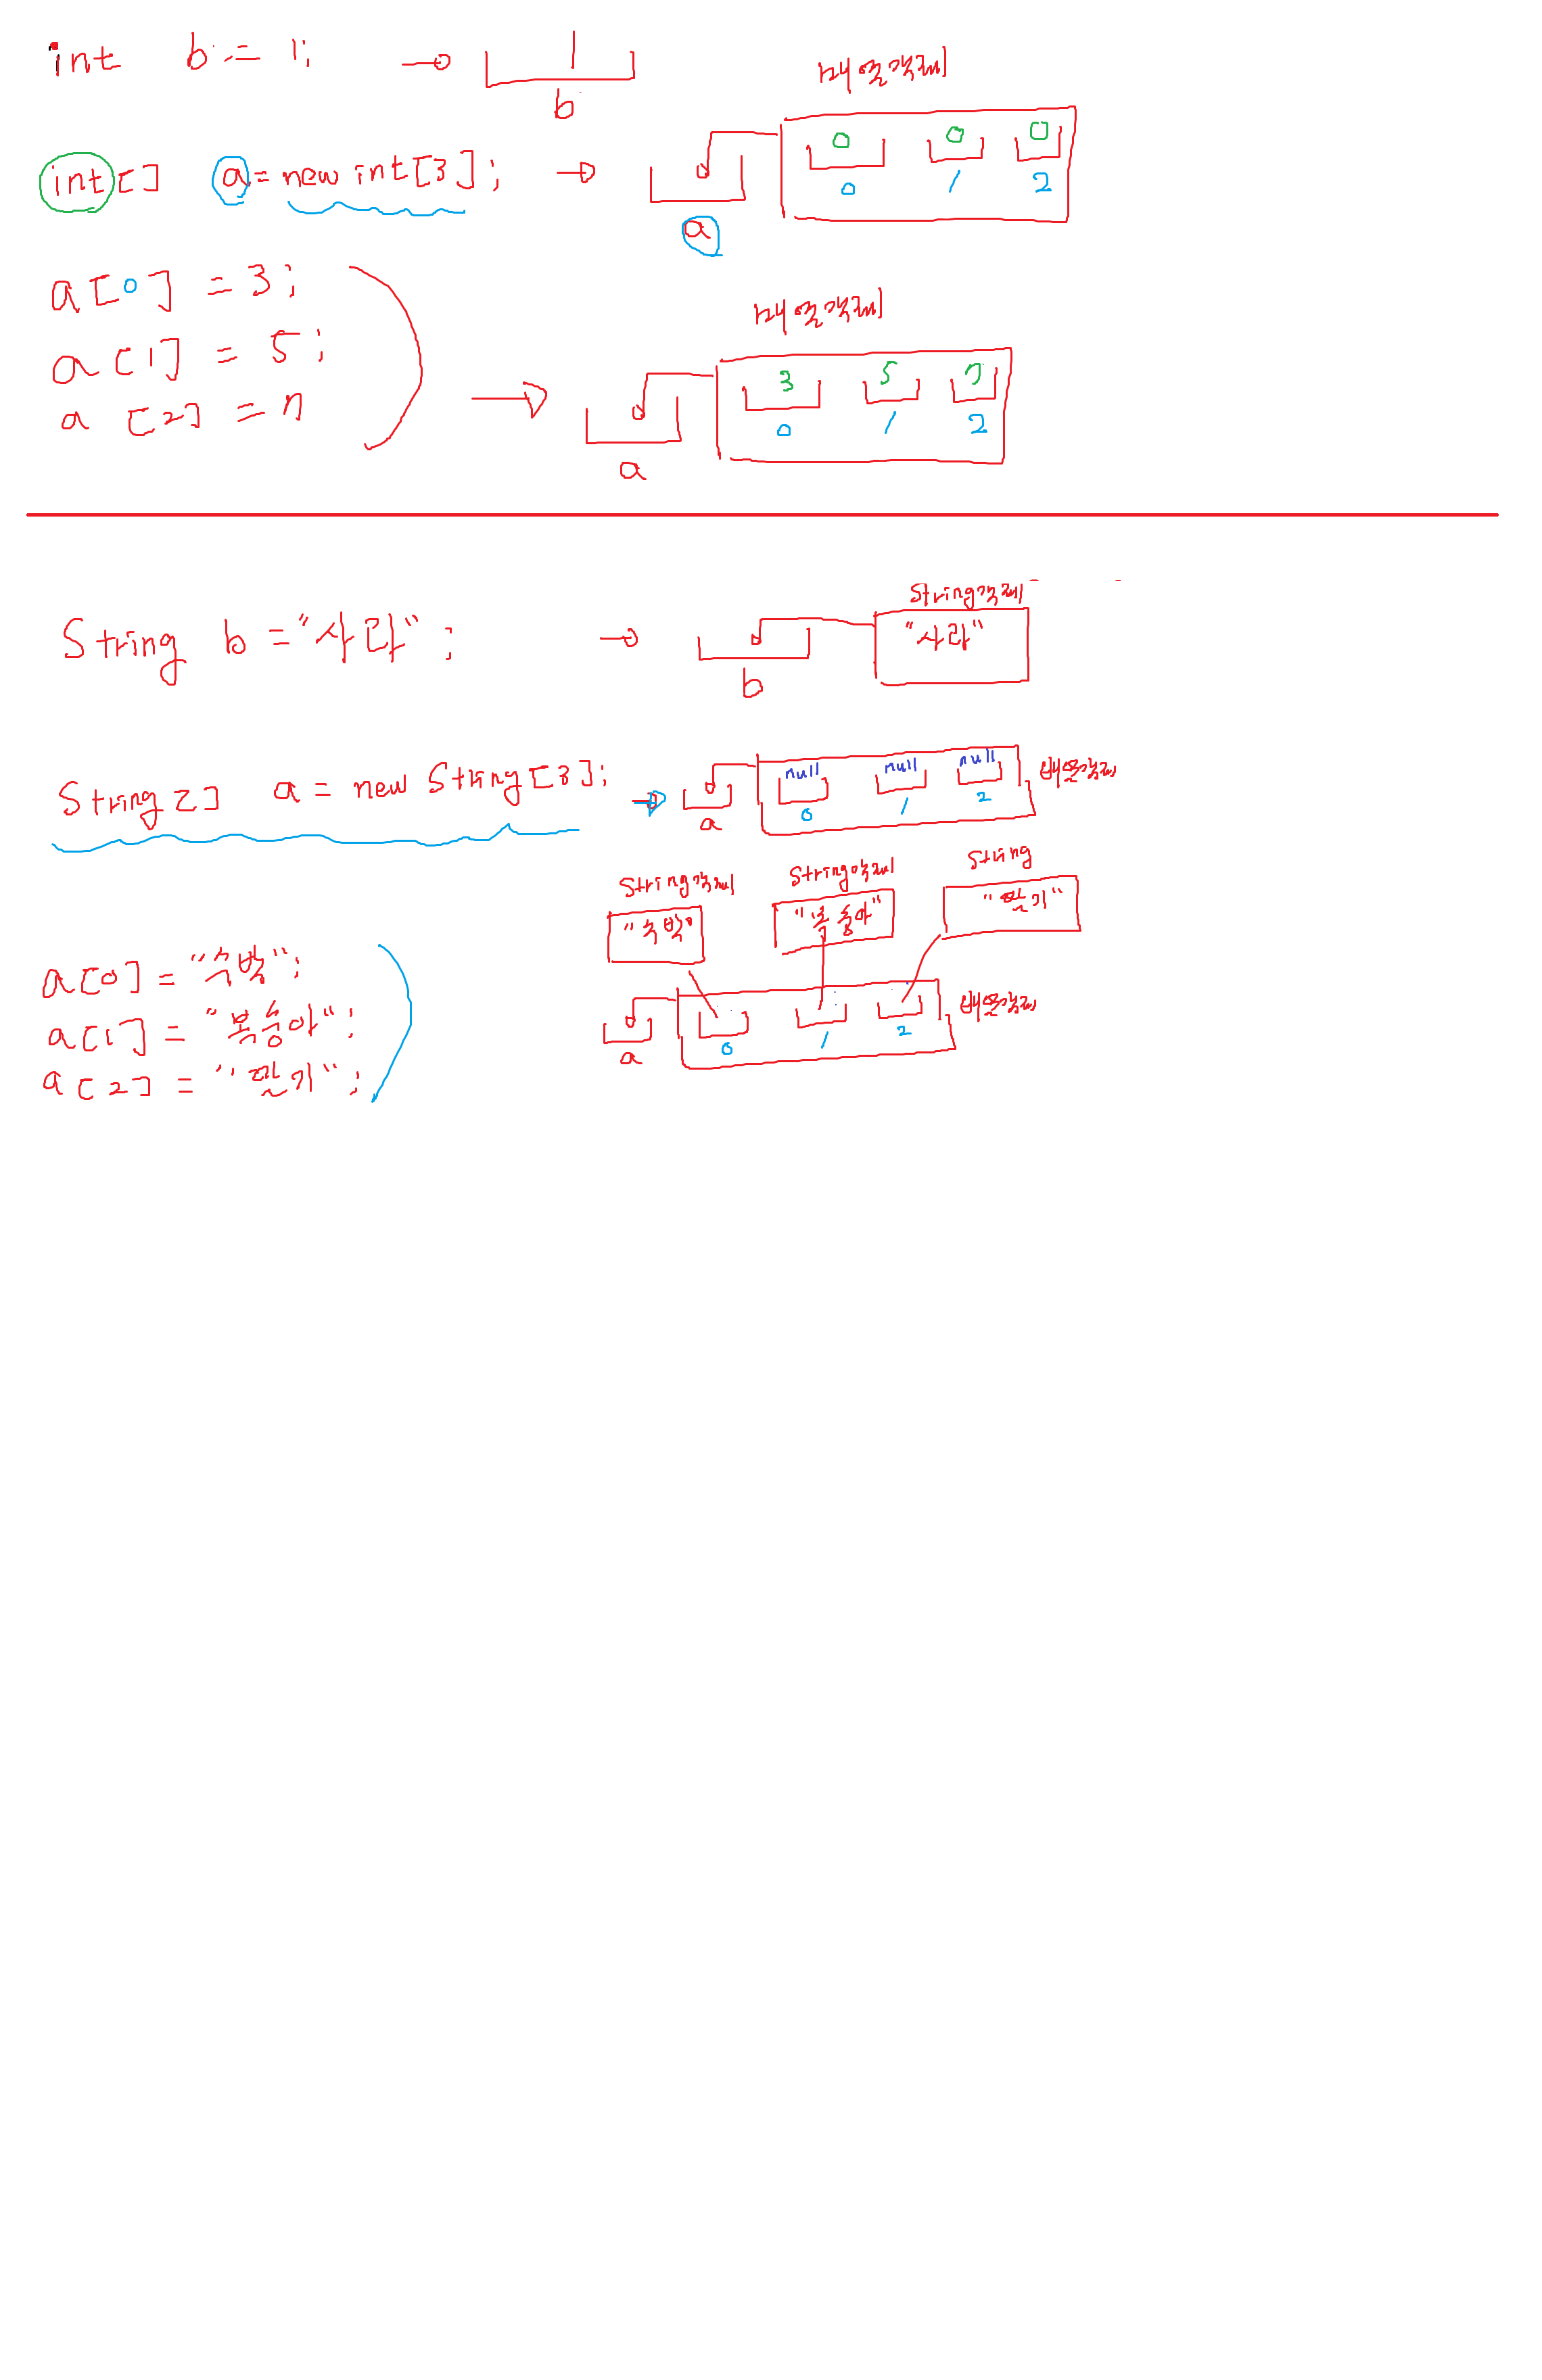 int b = 1;
1
b
배열객체
int[] a = new int[3];
0 0 0
0 1 2
a
a[0] = 3;
a[1] = 5;
a[2] = 7
배열객체
3 5 7
0 1 2
a
String b = "사과";
String객체
"사과"
b
String[] a = new String[3];
null null null
0 1 2
a
배열객체
String객체
String객체
String
"수박"
"복숭아"
"딸기"
a[0] = "수박";
a[1] = "복숭아";
a[2] = "딸기";
배열객체
0 1 2
a